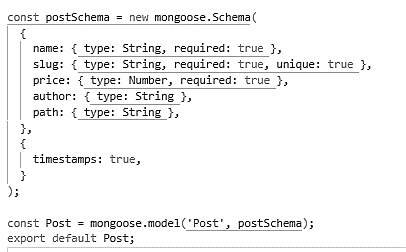 const postSchema = new mongoose.Schema(
{
name: { type: String, required: true },
slug: { type: String, required: true, unique: true },
price: { type: Number, required: true },
author: { type: String },
path: { type: String },
},
{
timestamps: true,
}
);
const Post = mongoose.model('Post', postSchema);
export default Post;